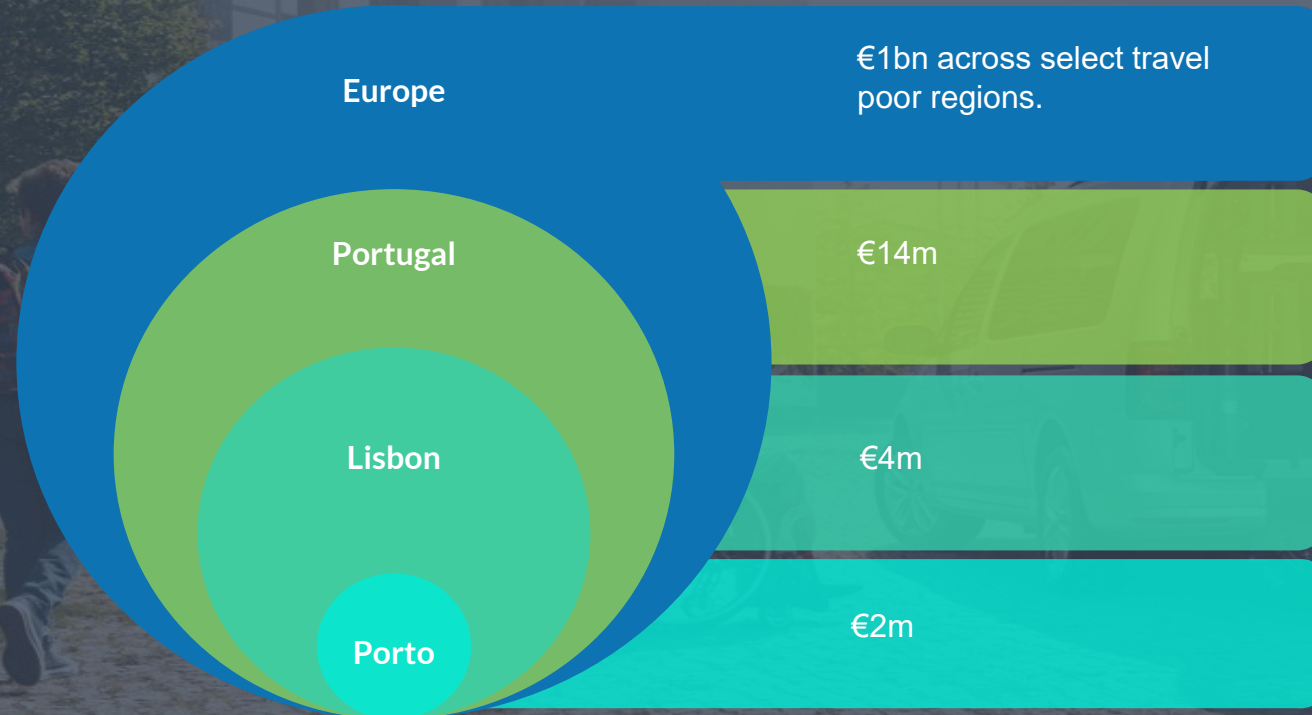 Europe
€1bn across select travel
poor regions.
Portugal
€14m
Lisbon
€4m
Porto
€2m